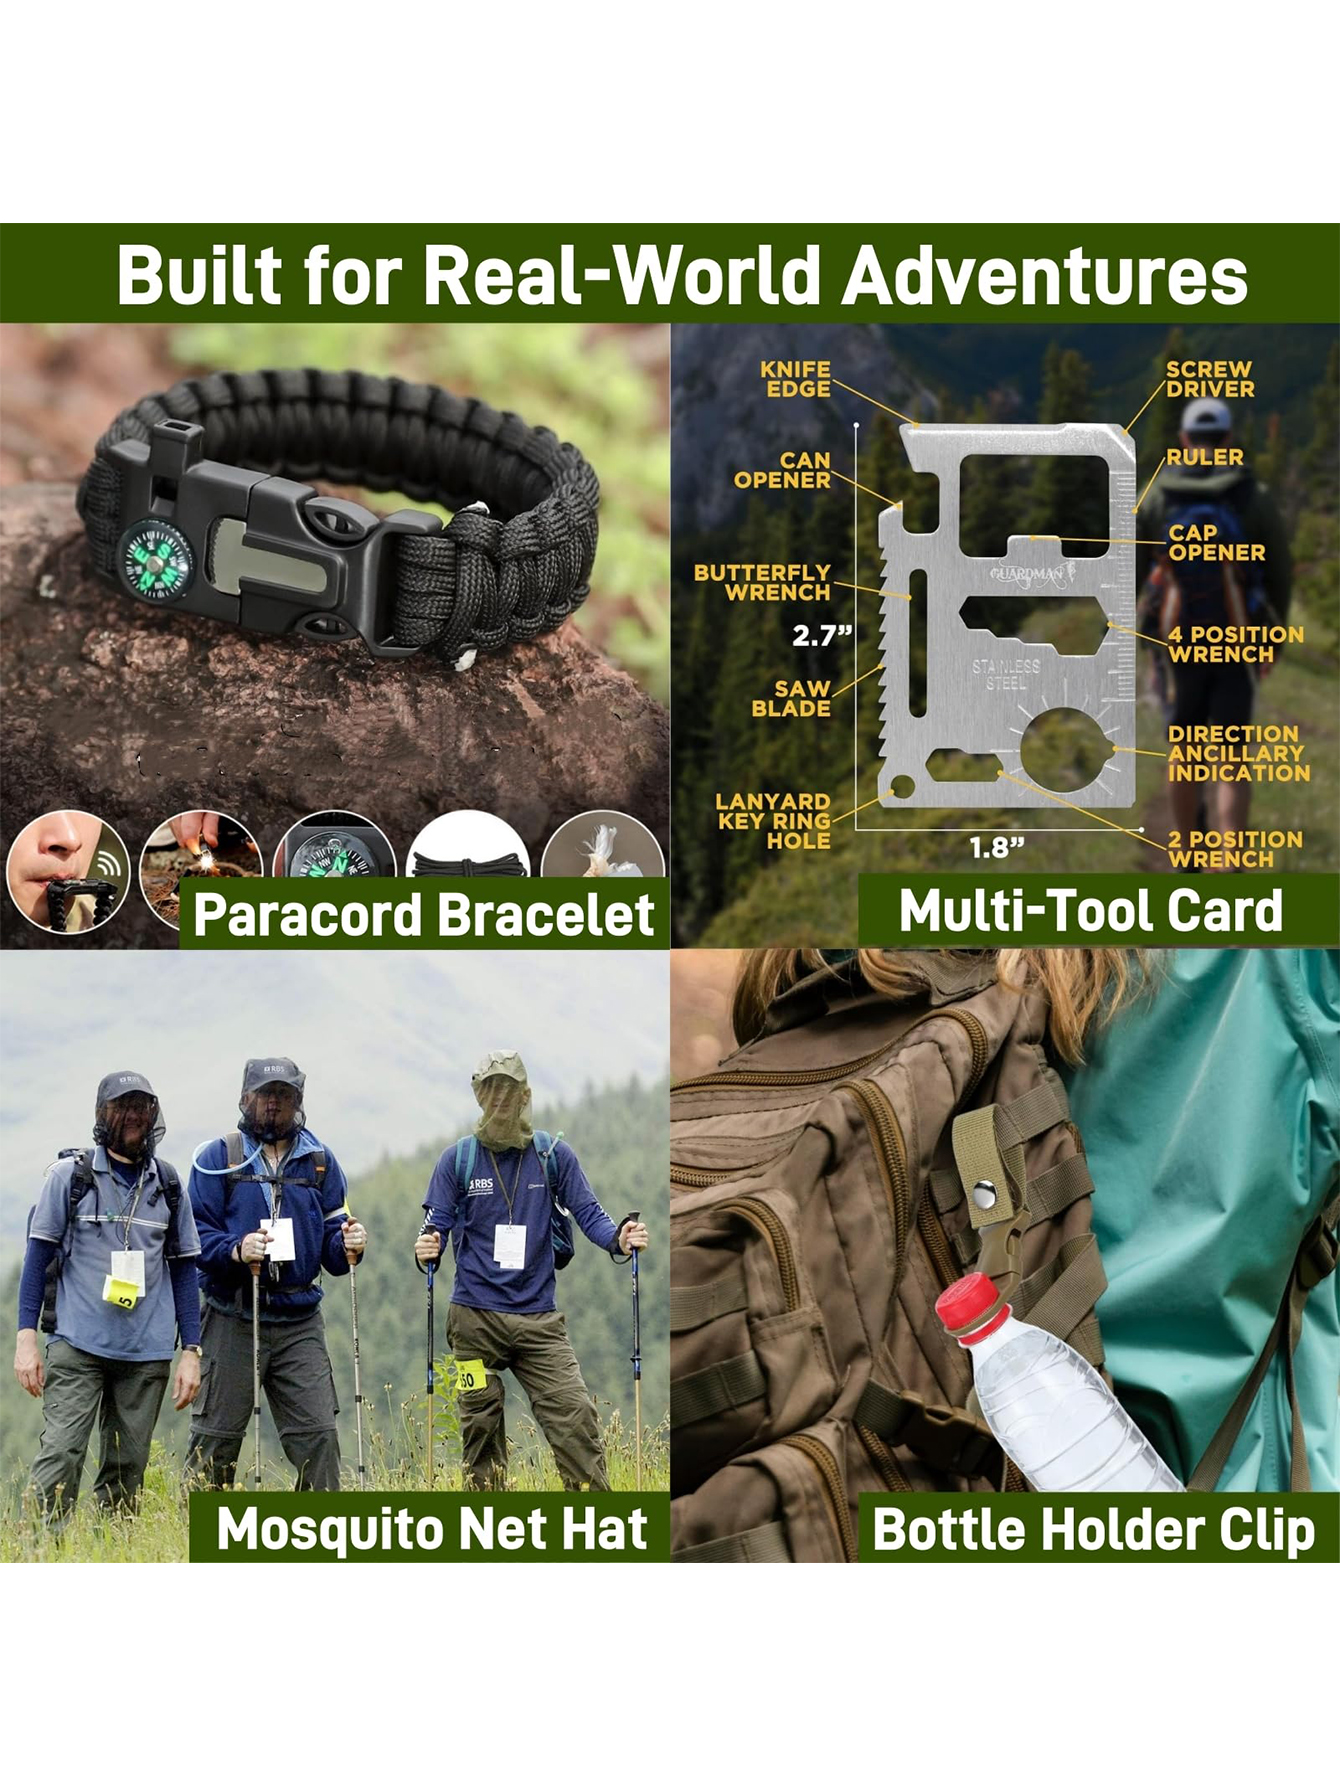 Built for Real-World Adventures
KNIFE
EDGE
SCREW
DRIVER
CAN
OPENER
RULER
CAP
OPENER
BUTTERFLY
WRENCH
GUARDMAN
2.7”
4 POSITION
WRENCH
STAINLESS
STEEL
SAW
BLADE
DIRECTION
ANCILLARY
INDICATION
LANYARD
KEY RING
HOLE
1.8”
2 POSITION
WRENCH
Paracord Bracelet
Multi-Tool Card
RBS
RBS
RBS
50
5
Mosquito Net Hat
Bottle Holder Clip